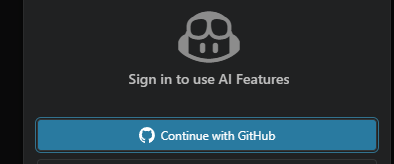 Sign in to use AI Features
Continue with GitHub